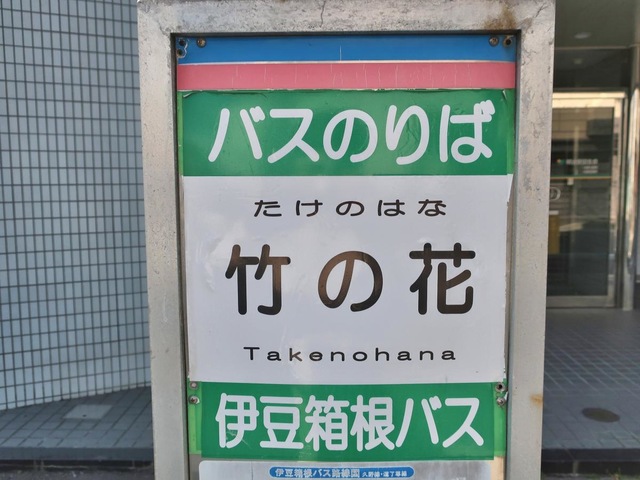 バスのりば
たけのはな
竹の花
Takenohana
伊豆箱根バス
伊豆箱根バス路線図